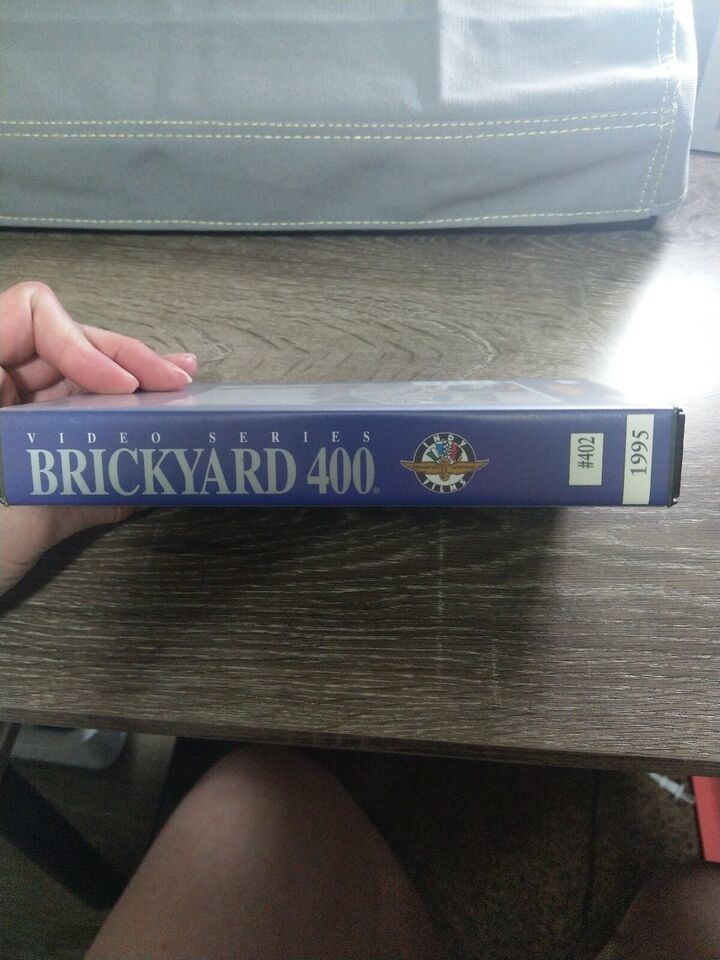 VIDEO SERIES
BRICKYARD 400®
INDY
FILMS
#402
1995